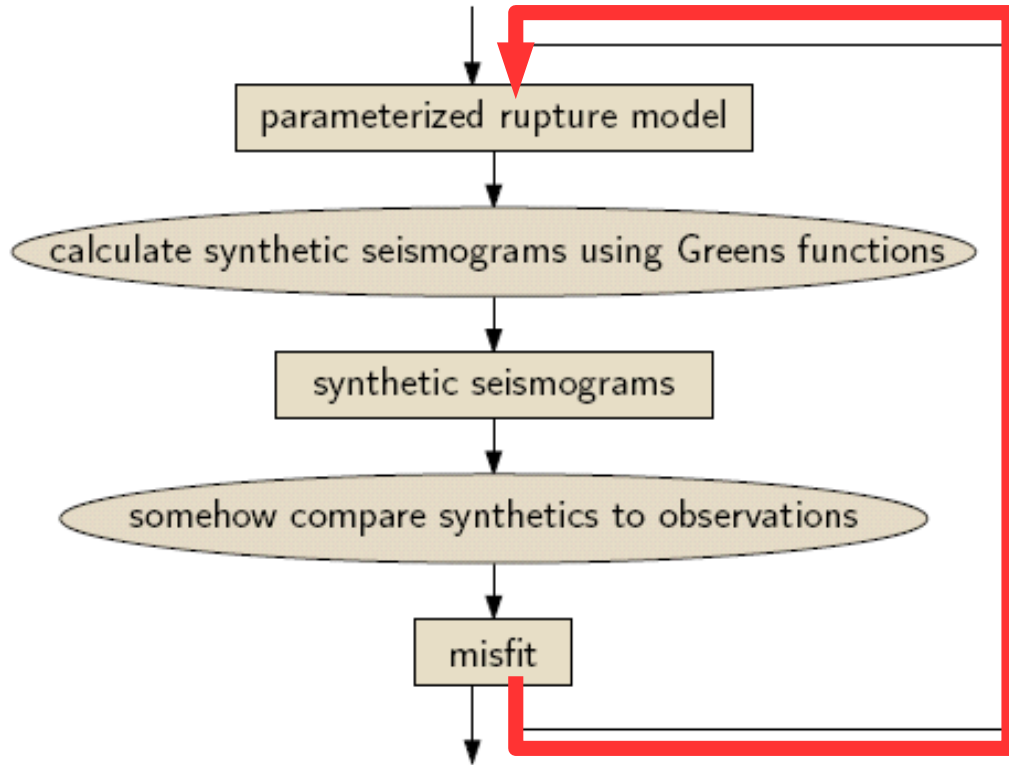 parameterized rupture model
calculate synthetic seismograms using Greens functions
synthetic seismograms
somehow compare synthetics to observations
misfit